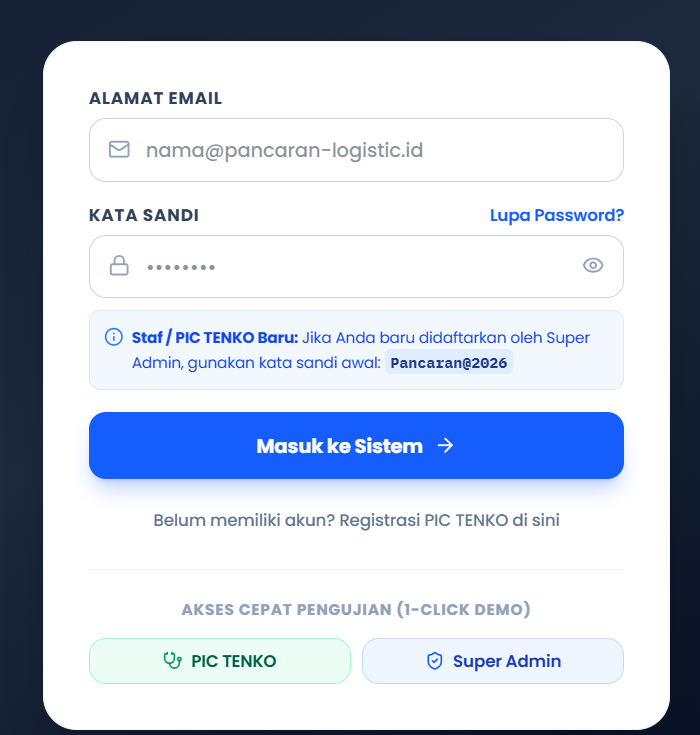 ALAMAT EMAIL
nama@pancaran-logistic.id
KATA SANDI
Lupa Password?
••••••••
Staf / PIC TENKO Baru: Jika Anda baru didaftarkan oleh Super
Admin, gunakan kata sandi awal: Pancaran@2026
Masuk ke Sistem →
Belum memiliki akun? Registrasi PIC TENKO di sini
AKSES CEPAT PENGUJIAN (1-CLICK DEMO)
PIC TENKO
Super Admin